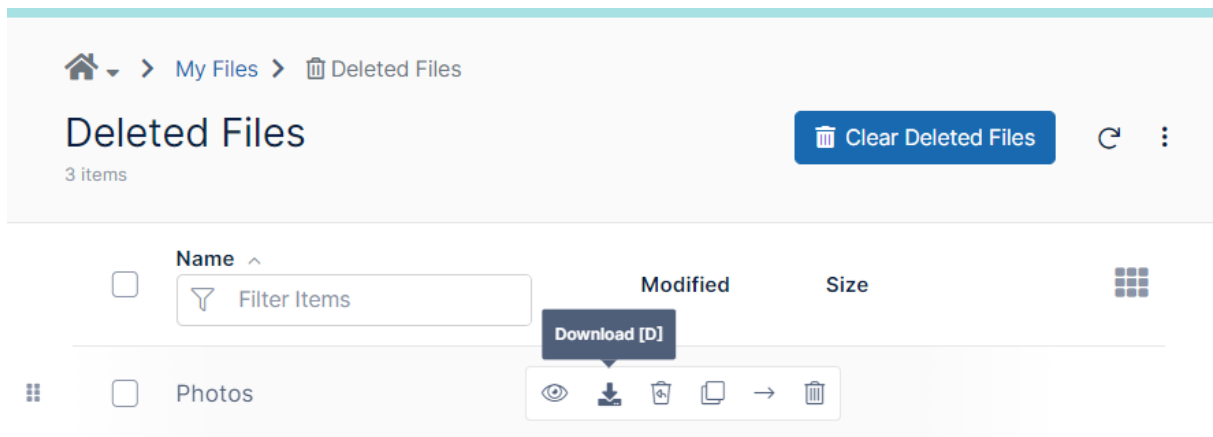 My Files Deleted Files
Deleted Files
Clear Deleted Files
3 items
Name
Filter Items
Modified
Size
Download [D]
Photos